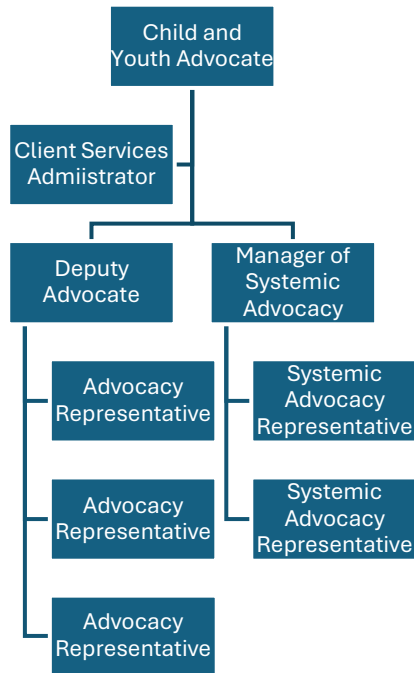 Child and
Youth Advocate
Client Services
Admiistrator
Deputy
Advocate
Manager of
Systemic
Advocacy
Advocacy
Representative
Systemic
Advocacy
Representative
Advocacy
Representative
Systemic
Advocacy
Representative
Advocacy
Representative